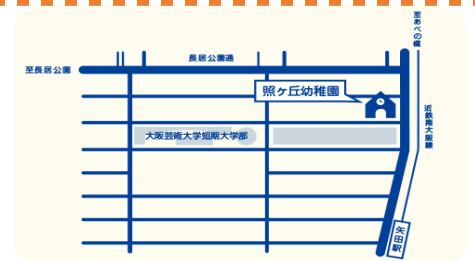 至あべの橋
長居公園通
至長居公園
照ヶ丘幼稚園
近鉄南大阪線
大阪芸術大学短期大学部
矢田駅